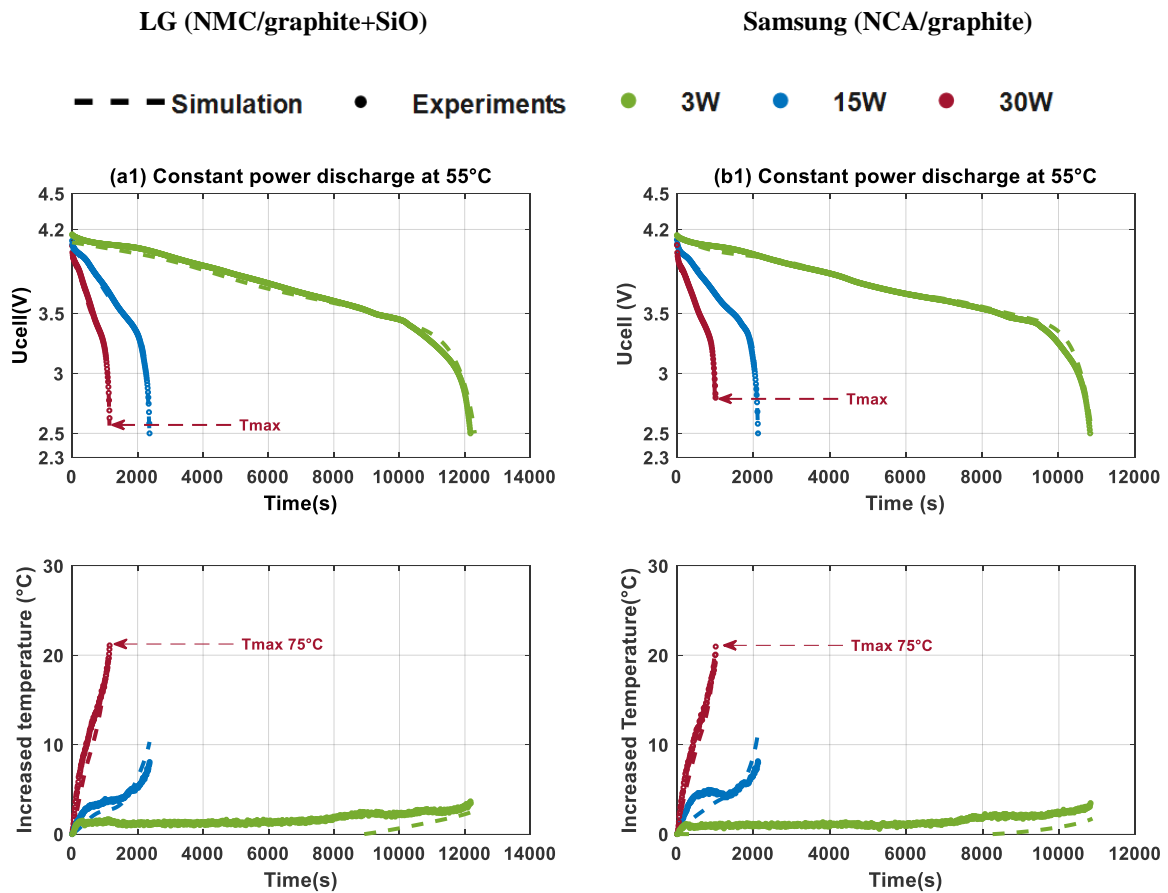 LG (NMC/graphite+SiO)
Samsung (NCA/graphite)
Simulation
Experiments
3W
15W
30W
(a1) Constant power discharge at 55°C
4.5
4.2
3.5
3
2.5
2.3
Ucell(V)
Tmax
0
2000
4000
6000
8000
10000
12000
14000
Time(s)
(b1) Constant power discharge at 55°C
4.5
4.2
3.5
3
2.5
2.3
Ucell (V)
Tmax
0
2000
4000
6000
8000
10000
12000
Time (s)
30
20
10
0
Increased temperature (°C)
Tmax 75°C
0
2000
4000
6000
8000
10000
12000
14000
Time(s)
30
20
10
0
Increased Temperature(°C)
Tmax 75°C
0
2000
4000
6000
8000
10000
12000
Time(s)